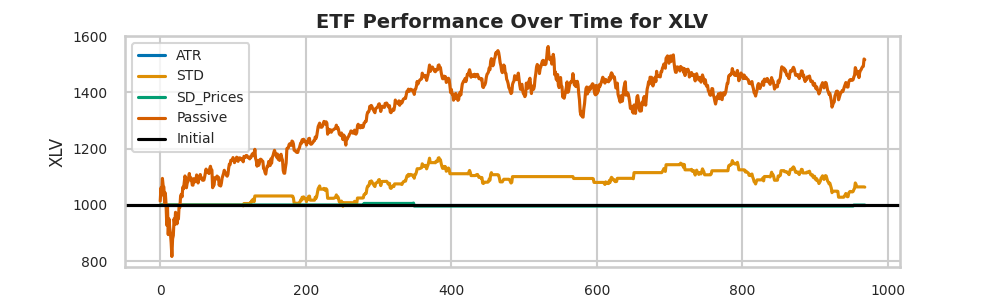 ETF Performance Over Time for XLV
1600
1400
1200
1000
800
XLV
ATR
STD
SD_Prices
Passive
Initial
0
200
400
600
800
1000